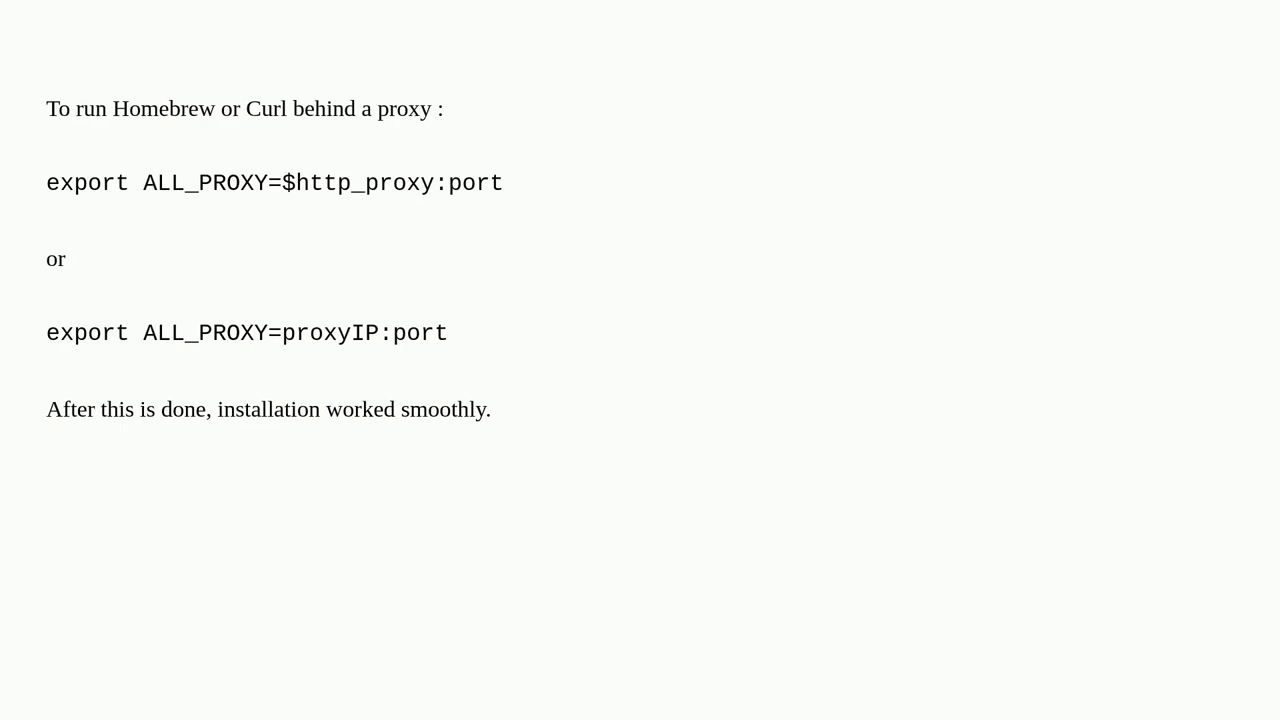 To run Homebrew or Curl behind a proxy :
export ALL_PROXY=$http_proxy:port
or
export ALL_PROXY=proxyIP:port
After this is done, installation worked smoothly.